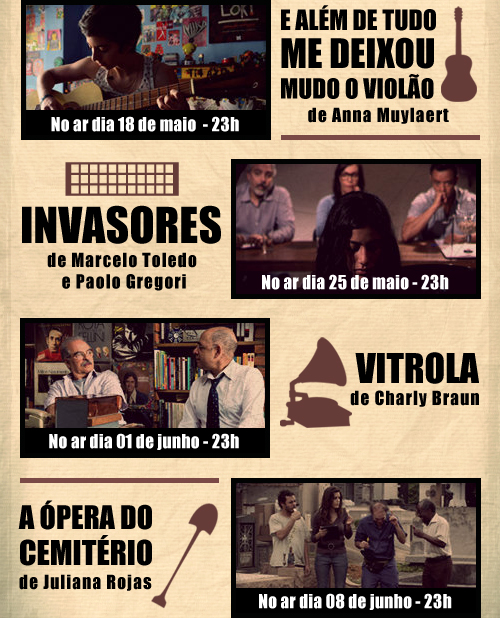 LOKI
E ALÉM DE TUDO
ME DEIXOU
MUDO O VIOLÃO
de Anna Muylaert
No ar dia 18 de maio - 23h
INVASORES
de Marcelo Toledo
e Paolo Gregori
No ar dia 25 de maio - 23h
VITROLA
de Charly Braun
No ar dia 01 de junho - 23h
A ÓPERA DO
CEMITÉRIO
de Juliana Rojas
No ar dia 08 de junho - 23h